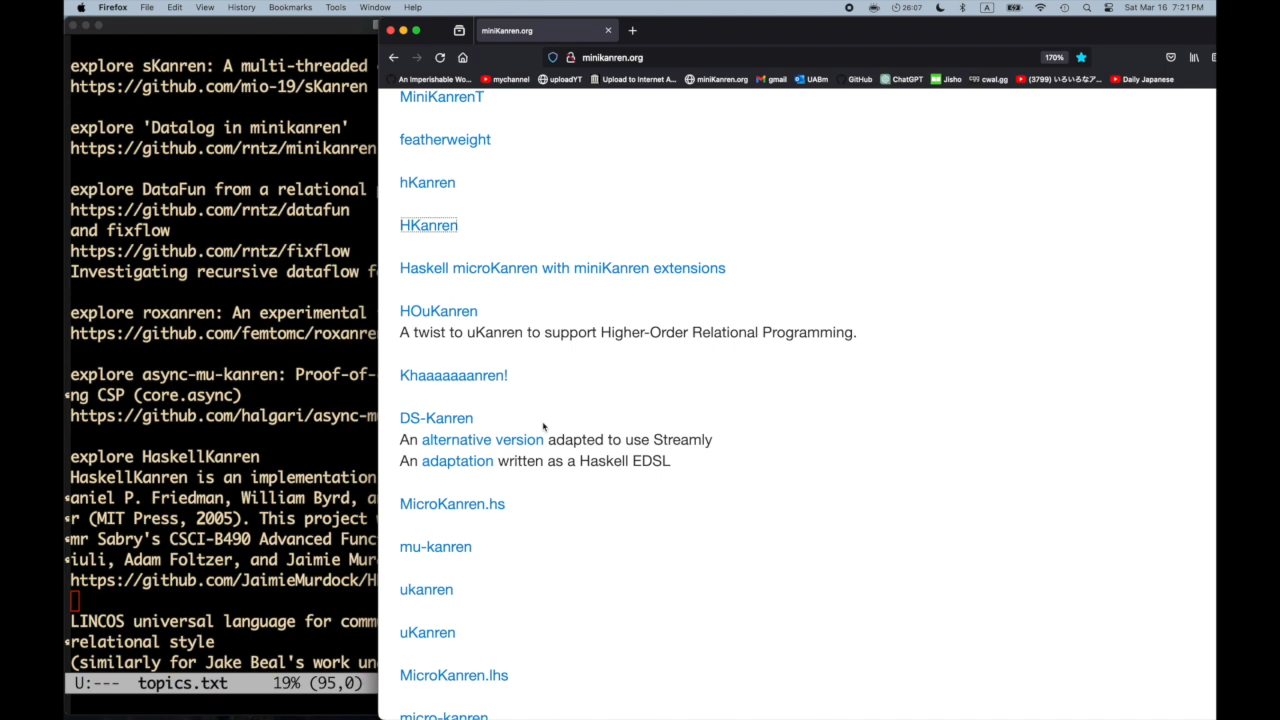 Firefox File Edit View History Bookmarks Tools Window Help 26:07 A Sat Mar 16 7:21 PM
miniKanren.org
minikanren.org 170%
An Imperishable Wo... mychannel uploadYT Upload to Internet A... miniKanren.org gmail UABm GitHub ChatGPT Jisho cwal.gg (3799) いろいろなア... Daily Japanese
explore sKanren: A multi-threaded
https://github.com/mio-19/sKanren
explore 'Datalog in minikanren'
https://github.com/rntz/minikanren
explore DataFun from a relational
https://github.com/rntz/datafun
and fixflow
https://github.com/rntz/fixflow
Investigating recursive dataflow
explore roxanren: An experimental
https://github.com/femtomc/roxanre
explore async-mu-kanren: Proof-of-
ng CSP (core.async)
https://github.com/halgari/async-m
explore HaskellKanren
HaskellKanren is an implementation
aniel P. Friedman, William Byrd,
r (MIT Press, 2005). This project
mr Sabry's CSCI-B490 Advanced Func
iuli, Adam Foltzer, and Jaimie Mur
https://github.com/JaimieMurdock/H
LINCOS universal language for comm
relational style
(similarly for Jake Beal's work un
U:--- topics.txt 19% (95,0)
MiniKanrenT
featherweight
hKanren
HKanren
Haskell microKanren with miniKanren extensions
HOuKanren
A twist to uKanren to support Higher-Order Relational Programming.
Khaaaaaaanren!
DS-Kanren
An alternative version adapted to use Streamly
An adaptation written as a Haskell EDSL
MicroKanren.hs
mu-kanren
ukanren
uKanren
MicroKanren.lhs
micro-kanren